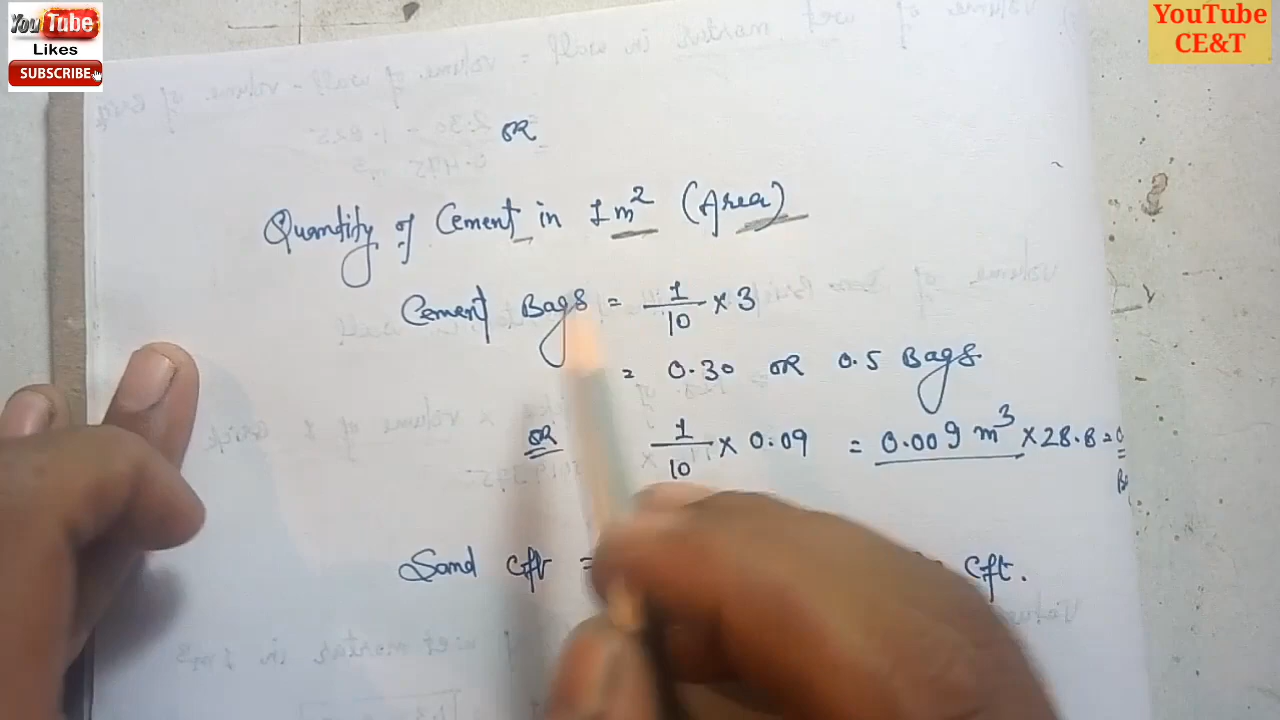 YouTube
Likes
SUBSCRIBE
YouTube
CE&T
OR
Quantity of Cement in 1m² (Area)
Cement Bags = 1/10 × 3
= 0.30 OR 0.5 Bags
OR 1/10 × 0.09 = 0.009 m³ × 28.8 = 0
Sand Cft = Cft.